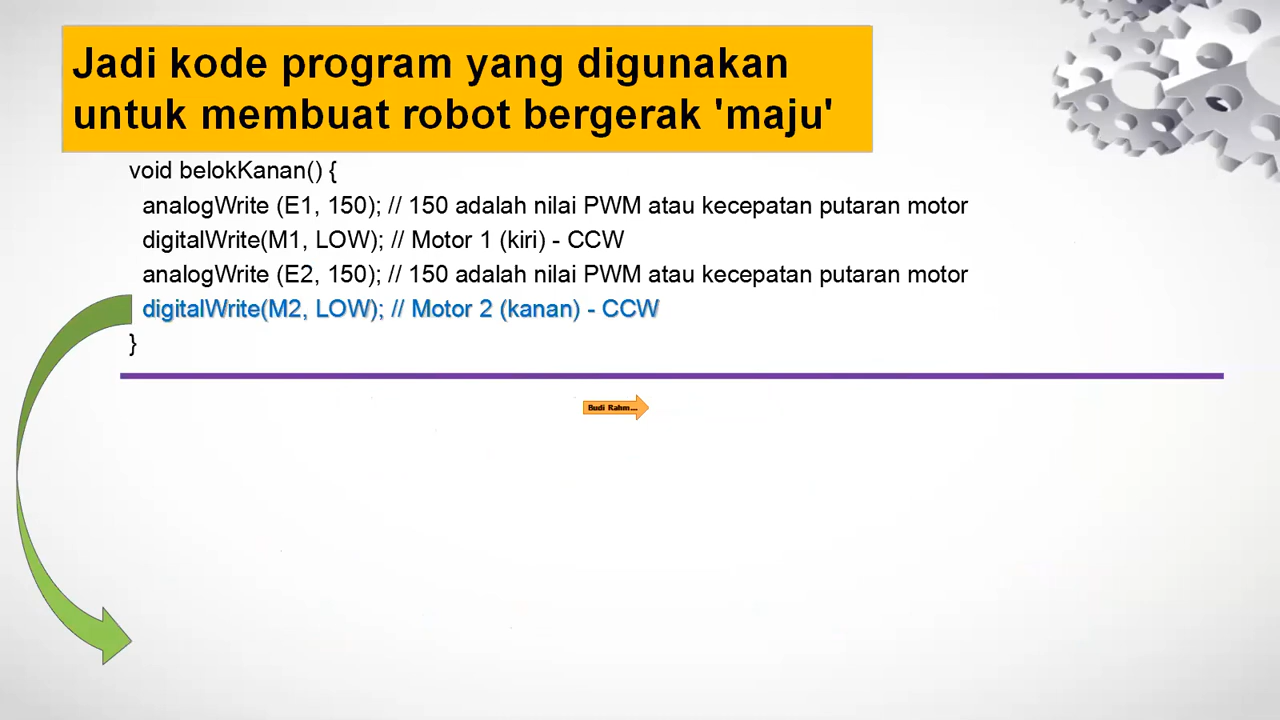 Jadi kode program yang digunakan
untuk membuat robot bergerak 'maju'
void belokKanan() {
analogWrite (E1, 150); // 150 adalah nilai PWM atau kecepatan putaran motor
digitalWrite(M1, LOW); // Motor 1 (kiri) - CCW
analogWrite (E2, 150); // 150 adalah nilai PWM atau kecepatan putaran motor
digitalWrite(M2, LOW); // Motor 2 (kanan) - CCW
}
Budi Rahm...